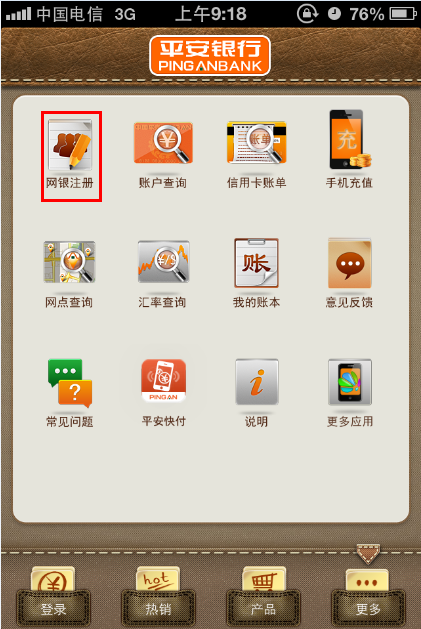 中国电信 3G 上午9:18 76%
平安银行
PINGANBANK
充
网银注册 账户查询 信用卡账单 手机充值
账
网点查询 汇率查询 我的账本 意见反馈
?
PINGAN
i
常见问题 平安快付 说明 更多应用
hot
登录 热销 产品 更多